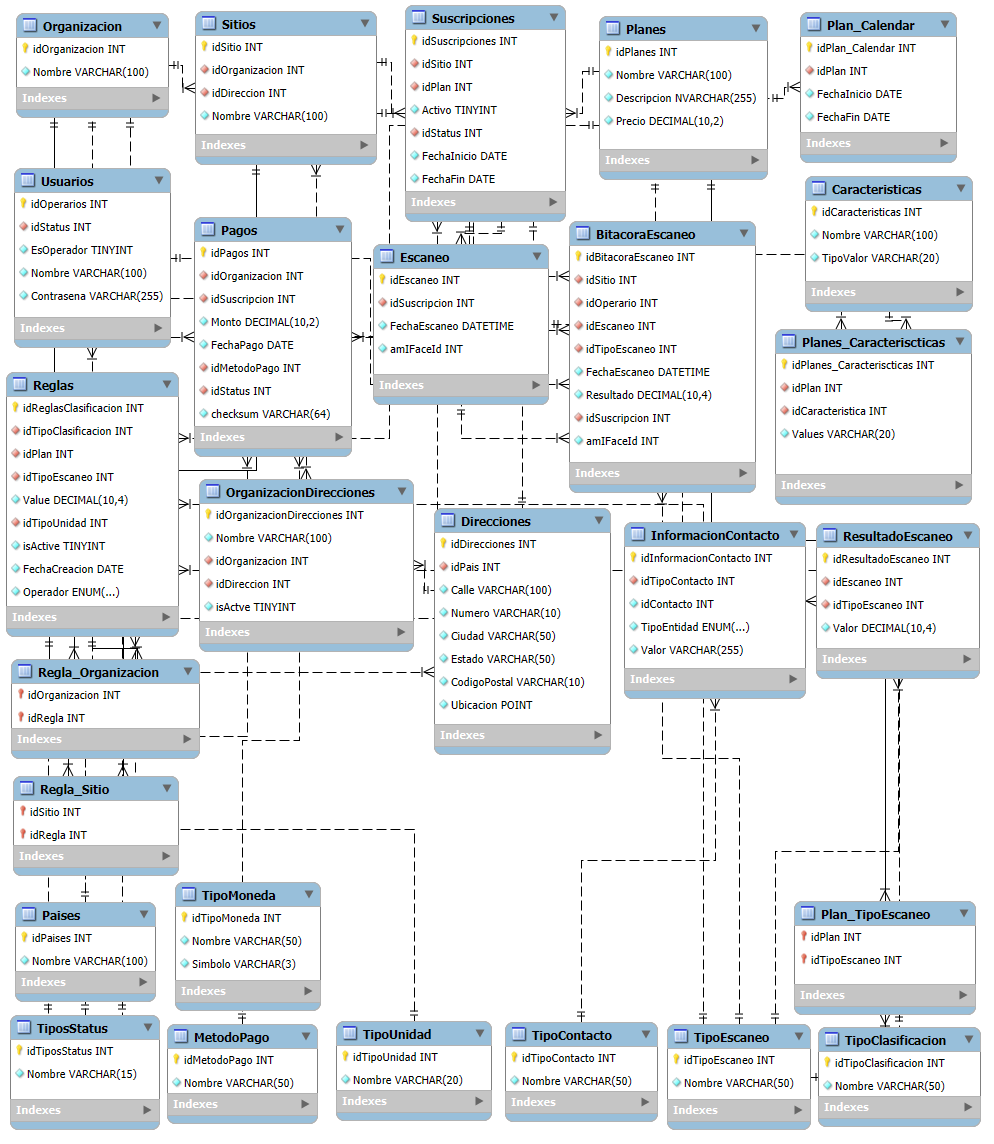 Organizacion
idOrganizacion INT
Nombre VARCHAR(100)
Indexes
Sitios
idSitio INT
idOrganizacion INT
idDireccion INT
Nombre VARCHAR(100)
Indexes
Suscripciones
idSuscripciones INT
idSitio INT
idPlan INT
Activo TINYINT
idStatus INT
FechaInicio DATE
FechaFin DATE
Indexes
Planes
idPlanes INT
Nombre VARCHAR(100)
Descripcion NVARCHAR(255)
Precio DECIMAL(10,2)
Indexes
Plan_Calendar
idPlan_Calendar INT
idPlan INT
FechaInicio DATE
FechaFin DATE
Indexes
Usuarios
idOperarios INT
idStatus INT
EsOperador TINYINT
Nombre VARCHAR(100)
Contrasena VARCHAR(255)
Indexes
Pagos
idPagos INT
idOrganizacion INT
idSuscripcion INT
Monto DECIMAL(10,2)
FechaPago DATE
idMetodoPago INT
idStatus INT
checksum VARCHAR(64)
Indexes
Escaneo
idEscaneo INT
idSuscripcion INT
FechaEscaneo DATETIME
amIFaceId INT
Indexes
BitacoraEscaneo
idBitacoraEscaneo INT
idSitio INT
idOperario INT
idEscaneo INT
idTipoEscaneo INT
FechaEscaneo DATETIME
Resultado DECIMAL(10,4)
idSuscripcion INT
amIFaceId INT
Indexes
Caracteristicas
idCaracteristicas INT
Nombre VARCHAR(100)
TipoValor VARCHAR(20)
Indexes
Planes_Caracteriscticas
idPlanes_Caracteriscticas INT
idPlan INT
idCaracteristica INT
Values VARCHAR(20)
Indexes
Reglas
idReglasClasificacion INT
idTipoClasificacion INT
idPlan INT
idTipoEscaneo INT
Value DECIMAL(10,4)
idTipoUnidad INT
isActive TINYINT
FechaCreacion DATE
Operador ENUM(...)
Indexes
OrganizacionDirecciones
idOrganizacionDirecciones INT
Nombre VARCHAR(100)
idOrganizacion INT
idDireccion INT
isActve TINYINT
Indexes
Direcciones
idDirecciones INT
idPais INT
Calle VARCHAR(100)
Numero VARCHAR(10)
Ciudad VARCHAR(50)
Estado VARCHAR(50)
CodigoPostal VARCHAR(10)
Ubicacion POINT
Indexes
InformacionContacto
idInformacionContacto INT
idTipoContacto INT
idContacto INT
TipoEntidad ENUM(...)
Valor VARCHAR(255)
Indexes
ResultadoEscaneo
idResultadoEscaneo INT
idEscaneo INT
idTipoEscaneo INT
Valor DECIMAL(10,4)
Indexes
Regla_Organizacion
idOrganizacion INT
idRegla INT
Indexes
Regla_Sitio
idSitio INT
idRegla INT
Indexes
Paises
idPaises INT
Nombre VARCHAR(100)
Indexes
TipoMoneda
idTipoMoneda INT
Nombre VARCHAR(50)
Simbolo VARCHAR(3)
Indexes
Plan_TipoEscaneo
idPlan INT
idTipoEscaneo INT
Indexes
TiposStatus
idTiposStatus INT
Nombre VARCHAR(15)
Indexes
MetodoPago
idMetodoPago INT
Nombre VARCHAR(50)
Indexes
TipoUnidad
idTipoUnidad INT
Nombre VARCHAR(20)
Indexes
TipoContacto
idTipoContacto INT
Nombre VARCHAR(50)
Indexes
TipoEscaneo
idTipoEscaneo INT
Nombre VARCHAR(50)
Indexes
TipoClasificacion
idTipoClasificacion INT
Nombre VARCHAR(50)
Indexes